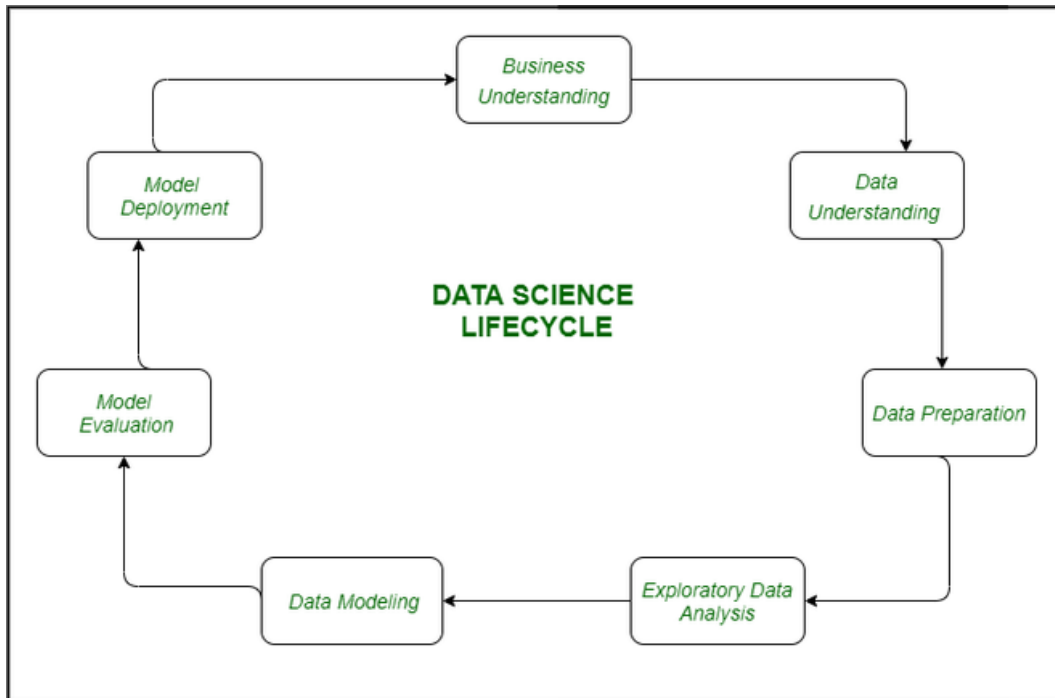 Business
Understanding
Model
Deployment
Data
Understanding
DATA SCIENCE
LIFECYCLE
Model
Evaluation
Data Preparation
Data Modeling
Exploratory Data
Analysis